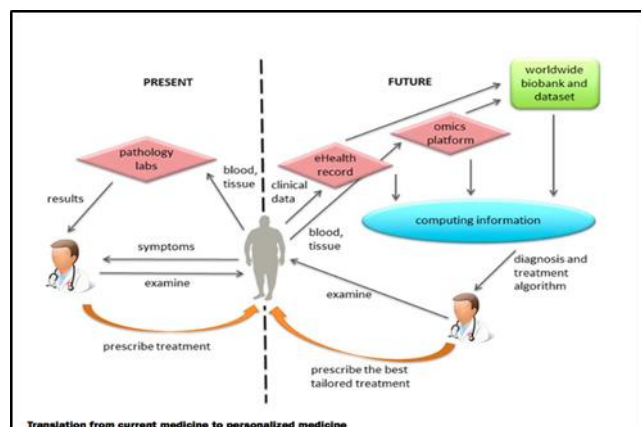 PRESENT
FUTURE
worldwide
biobank and
dataset
omics
platform
eHealth
record
pathology
labs
blood,
tissue
clinical
data
results
blood,
tissue
computing information
symptoms
examine
diagnosis and
treatment
algorithm
examine
prescribe treatment
prescribe the best
tailored treatment
Translation from current medicine to personalized medicine